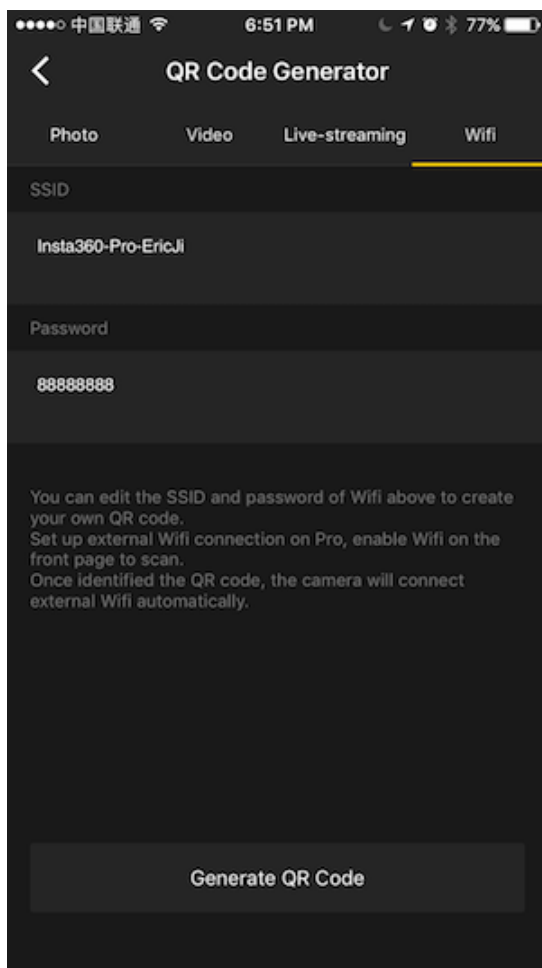 中国联通 6:51 PM 77%
QR Code Generator
Photo Video Live-streaming Wifi
SSID
Insta360-Pro-EricJi
Password
88888888
You can edit the SSID and password of Wifi above to create
your own QR code.
Set up external Wifi connection on Pro, enable Wifi on the
front page to scan.
Once identified the QR code, the camera will connect
external Wifi automatically.
Generate QR Code